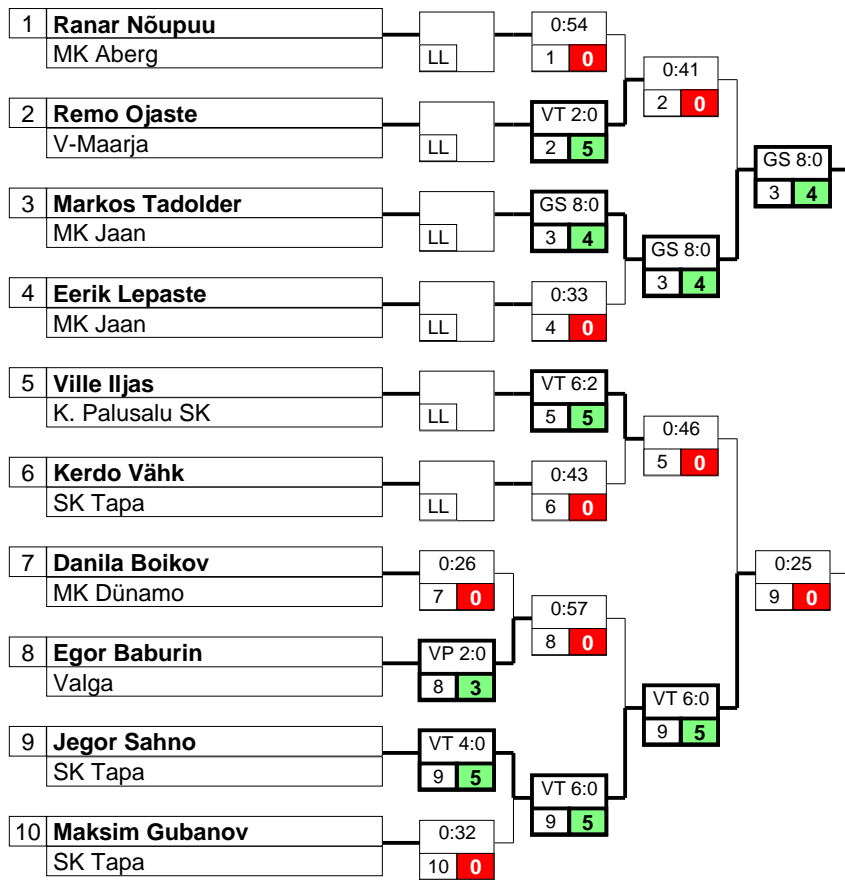 1 Ranar Nõupuu 0:54
MK Aberg LL 1 0 0:41
2 0
2 Remo Ojaste VT 2:0
V-Maarja LL 2 5 GS 8:0
3 4
3 Markos Tadolder GS 8:0
MK Jaan LL 3 4 GS 8:0
3 4
4 Eerik Lepaste 0:33
MK Jaan LL 4 0
5 Ville Iljas VT 6:2
K. Palusalu SK LL 5 5 0:46
5 0
6 Kerdo Vähk 0:43
SK Tapa LL 6 0
7 Danila Boikov 0:26 0:25
MK Dünamo 7 0 0:57 9 0
8 0
8 Egor Baburin VP 2:0
Valga 8 3 VT 6:0
9 5
9 Jegor Sahno VT 4:0
SK Tapa 9 5 VT 6:0
9 5
10 Maksim Gubanov 0:32
SK Tapa 10 0